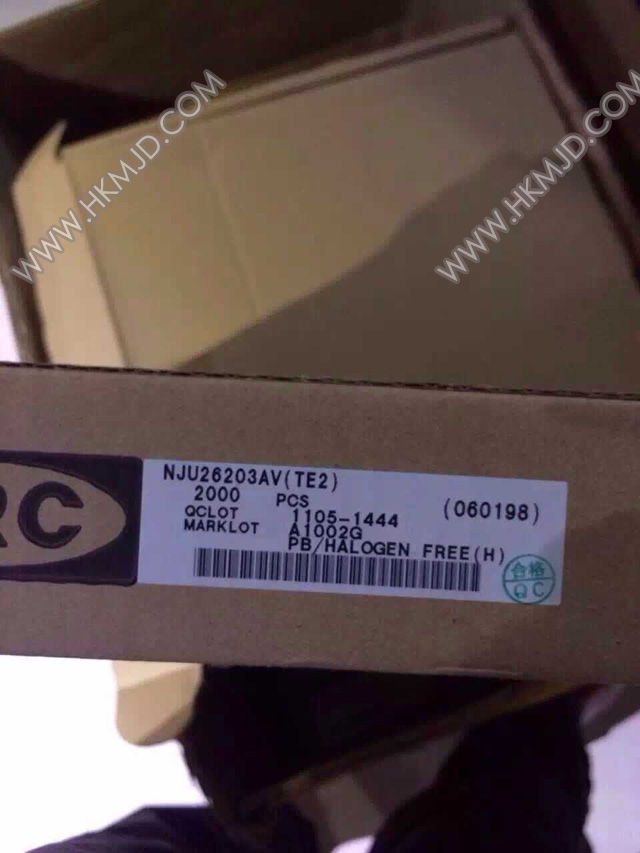 WWW.HKMJD.COM
WWW.HKMJD.COM
RC
NJU26203AV(TE2)
2000 PCS (060198)
QCLOT 1105-1444
MARKLOT A1002G
PB/HALOGEN FREE(H)
合格
QC